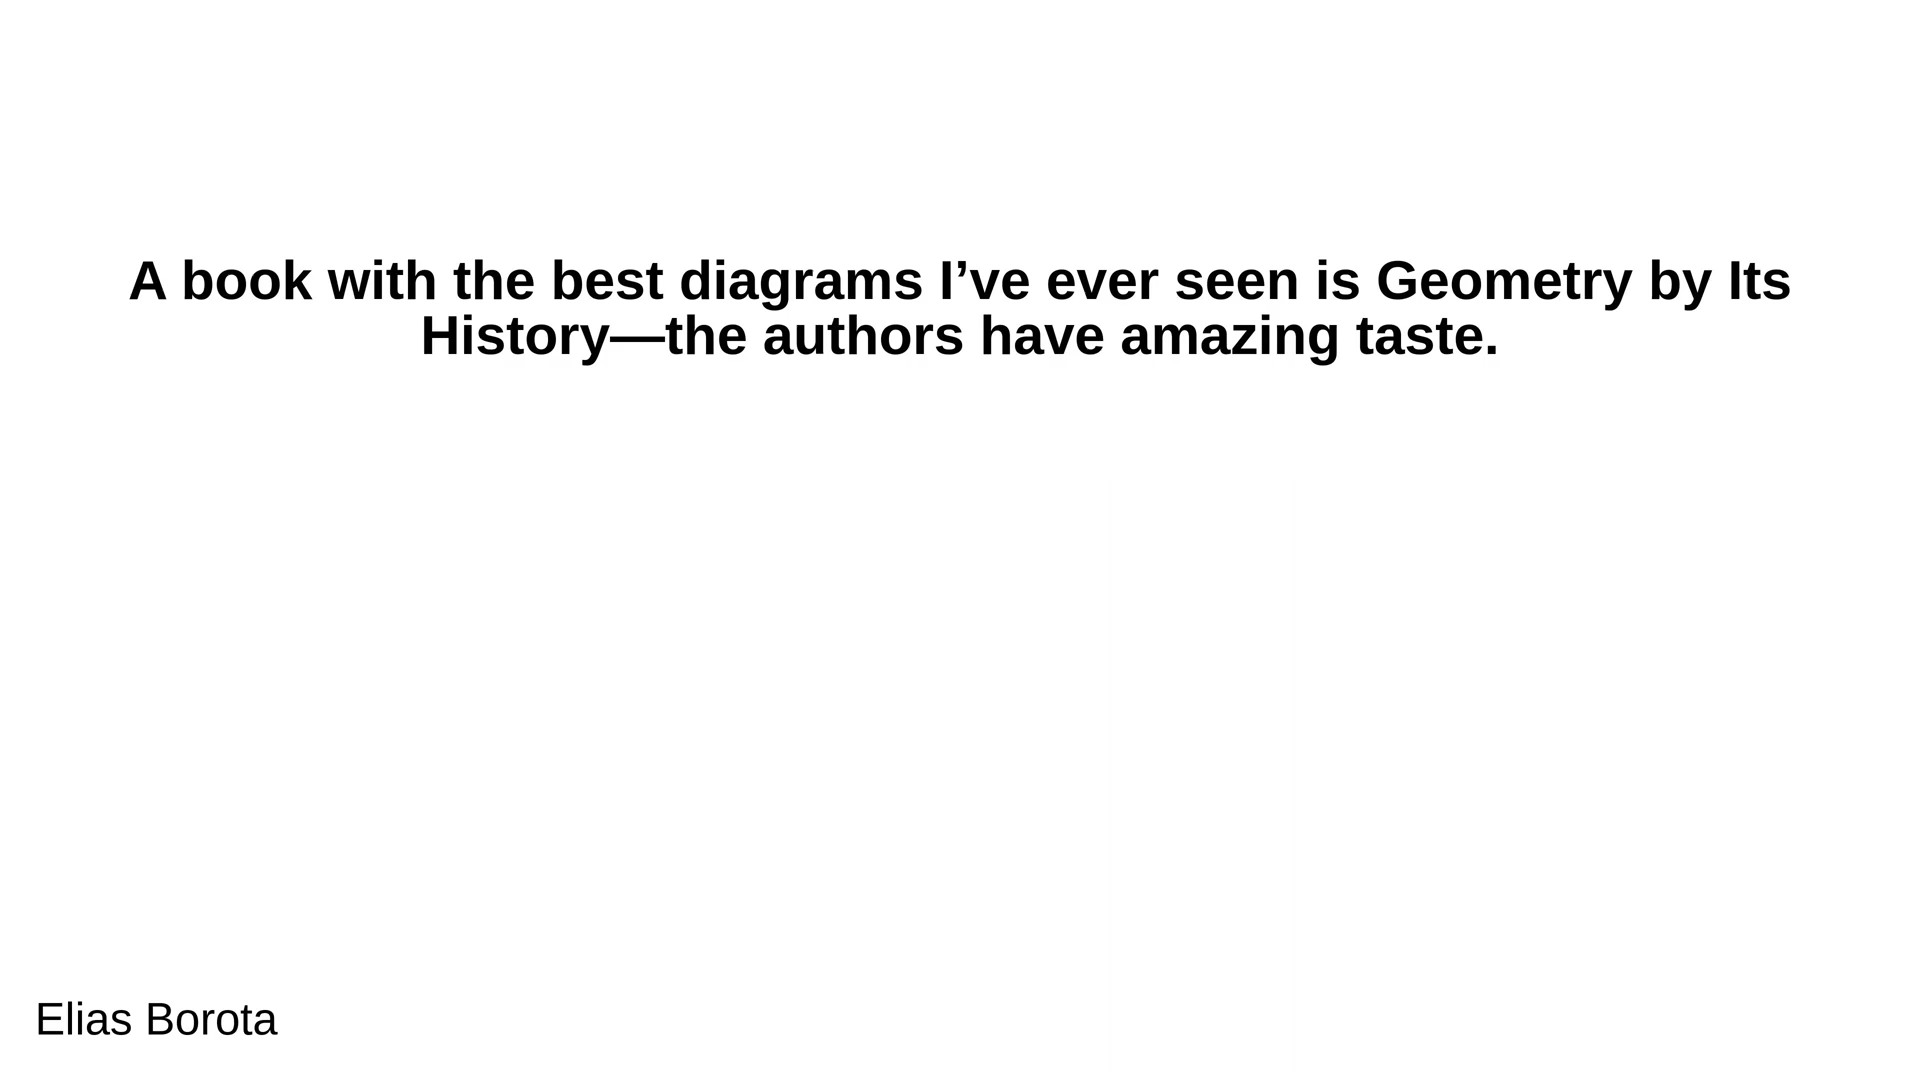 A book with the best diagrams I’ve ever seen is Geometry by Its
History—the authors have amazing taste.
Elias Borota